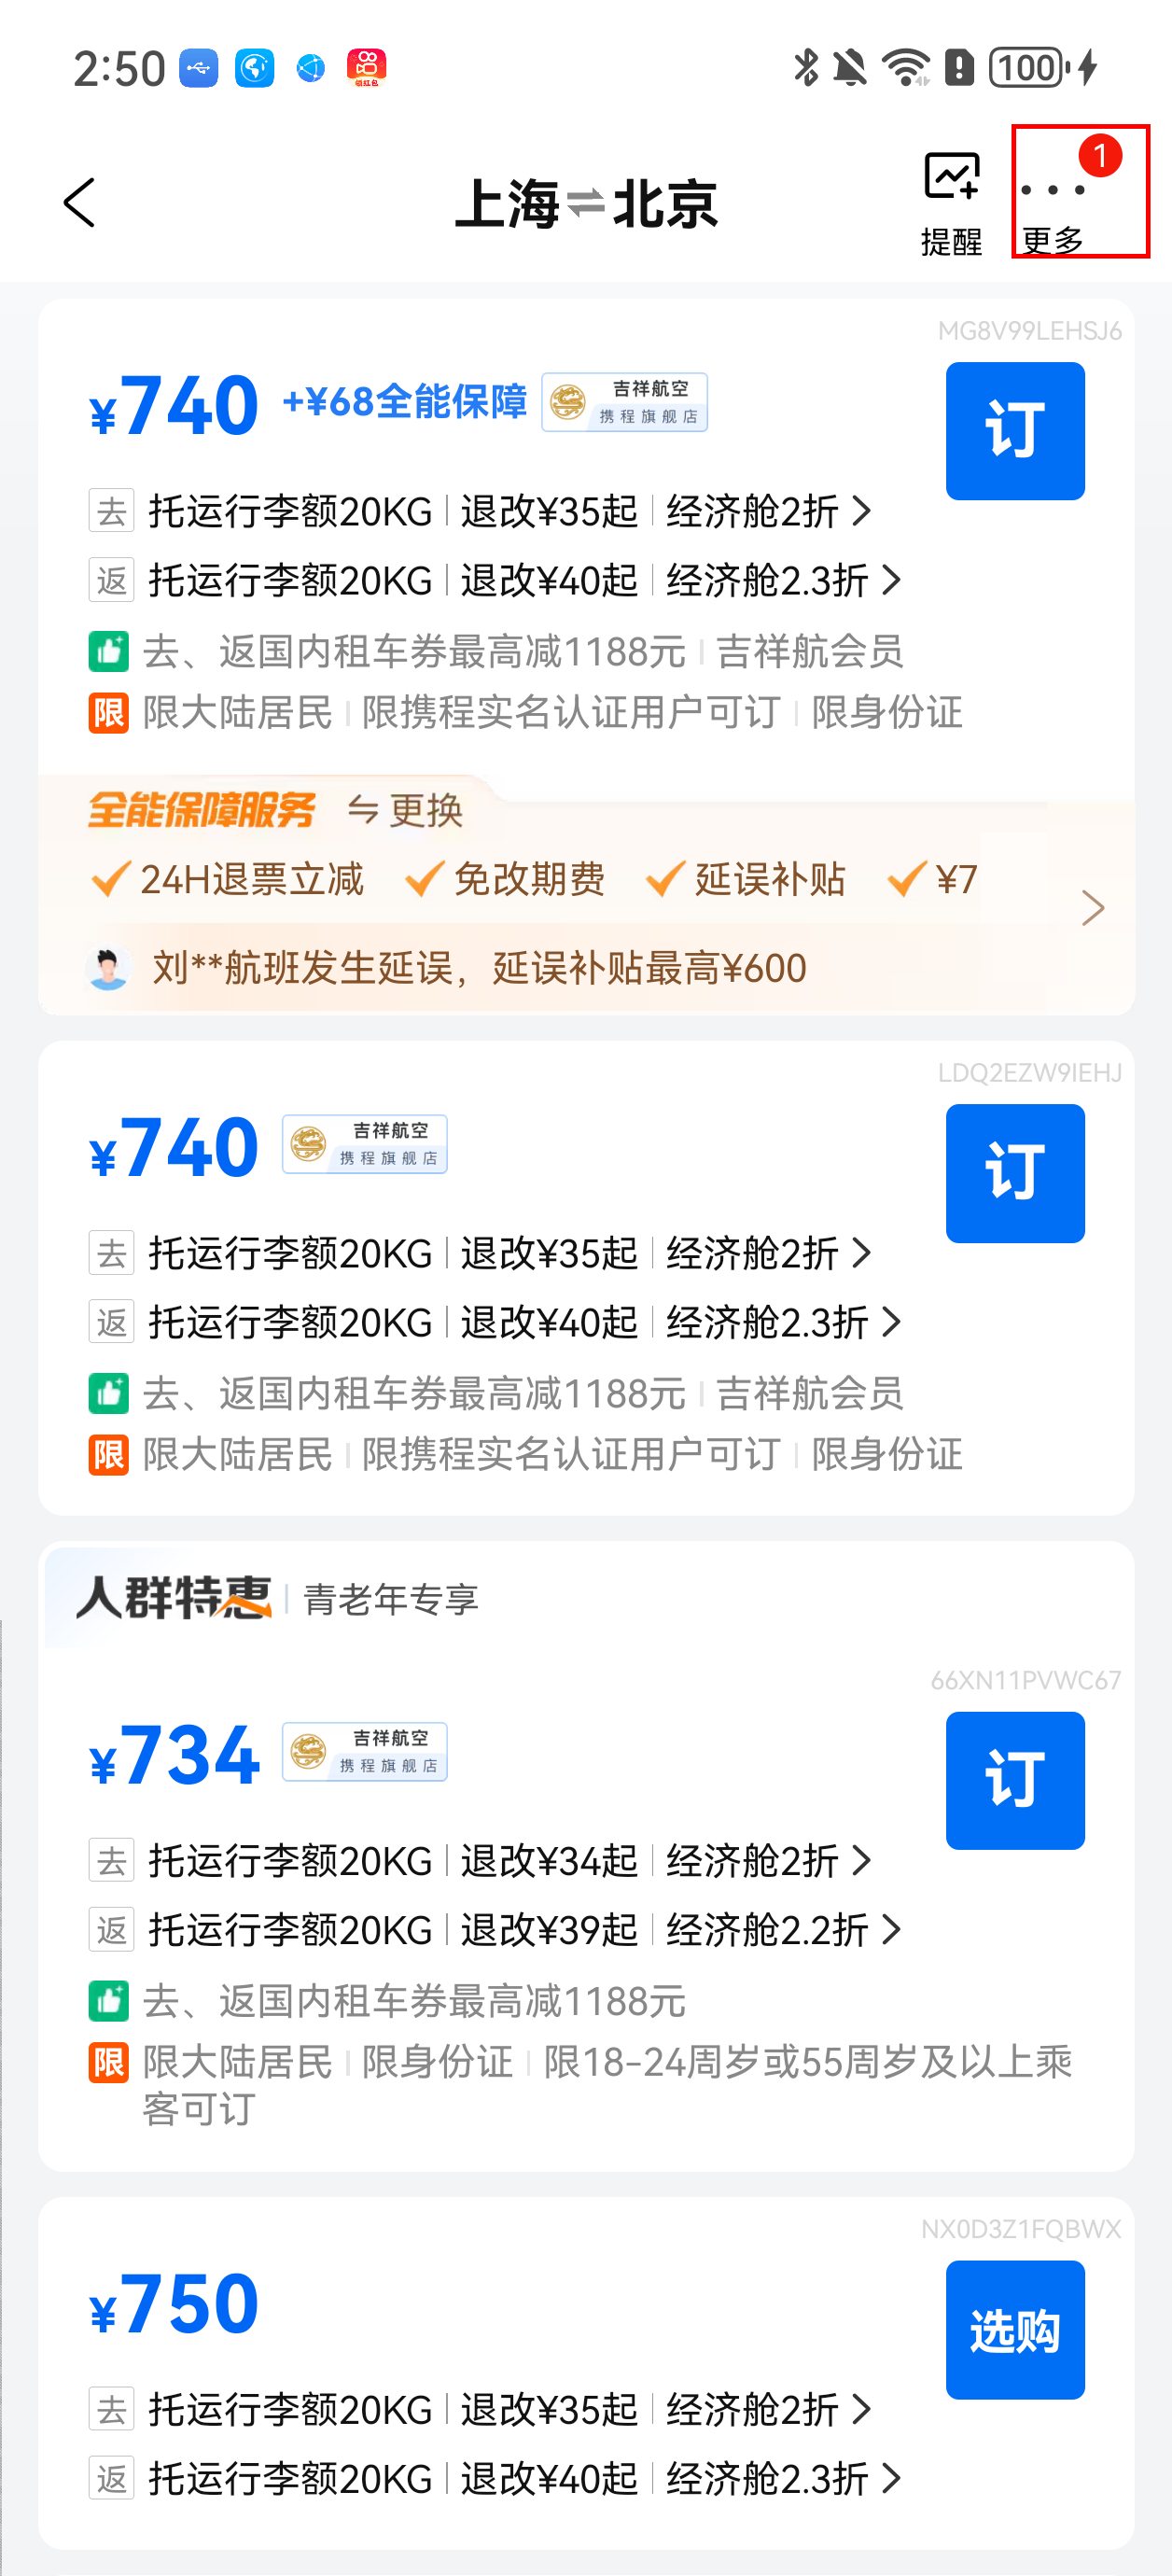 2:50
领红包
100
上海⇌北京
提醒
1
更多
MG8V99LEHSJ6
¥740 +¥68全能保障 吉祥航空
携程旗舰店
订
去 托运行李额20KG 退改¥35起 经济舱2折
返 托运行李额20KG 退改¥40起 经济舱2.3折
去、返国内租车券最高减1188元 吉祥航会员
限 限大陆居民 限携程实名认证用户可订 限身份证
全能保障服务 更换
24H退票立减 免改期费 延误补贴 ¥7
刘**航班发生延误，延误补贴最高¥600
LDQ2EZW9IEHJ
¥740 吉祥航空
携程旗舰店
订
去 托运行李额20KG 退改¥35起 经济舱2折
返 托运行李额20KG 退改¥40起 经济舱2.3折
去、返国内租车券最高减1188元 吉祥航会员
限 限大陆居民 限携程实名认证用户可订 限身份证
人群特惠 青老年专享
66XN11PVWC67
¥734 吉祥航空
携程旗舰店
订
去 托运行李额20KG 退改¥34起 经济舱2折
返 托运行李额20KG 退改¥39起 经济舱2.2折
去、返国内租车券最高减1188元
限 限大陆居民 限身份证 限18-24周岁或55周岁及以上乘
客可订
NX0D3Z1FQBWX
¥750
选购
去 托运行李额20KG 退改¥35起 经济舱2折
返 托运行李额20KG 退改¥40起 经济舱2.3折